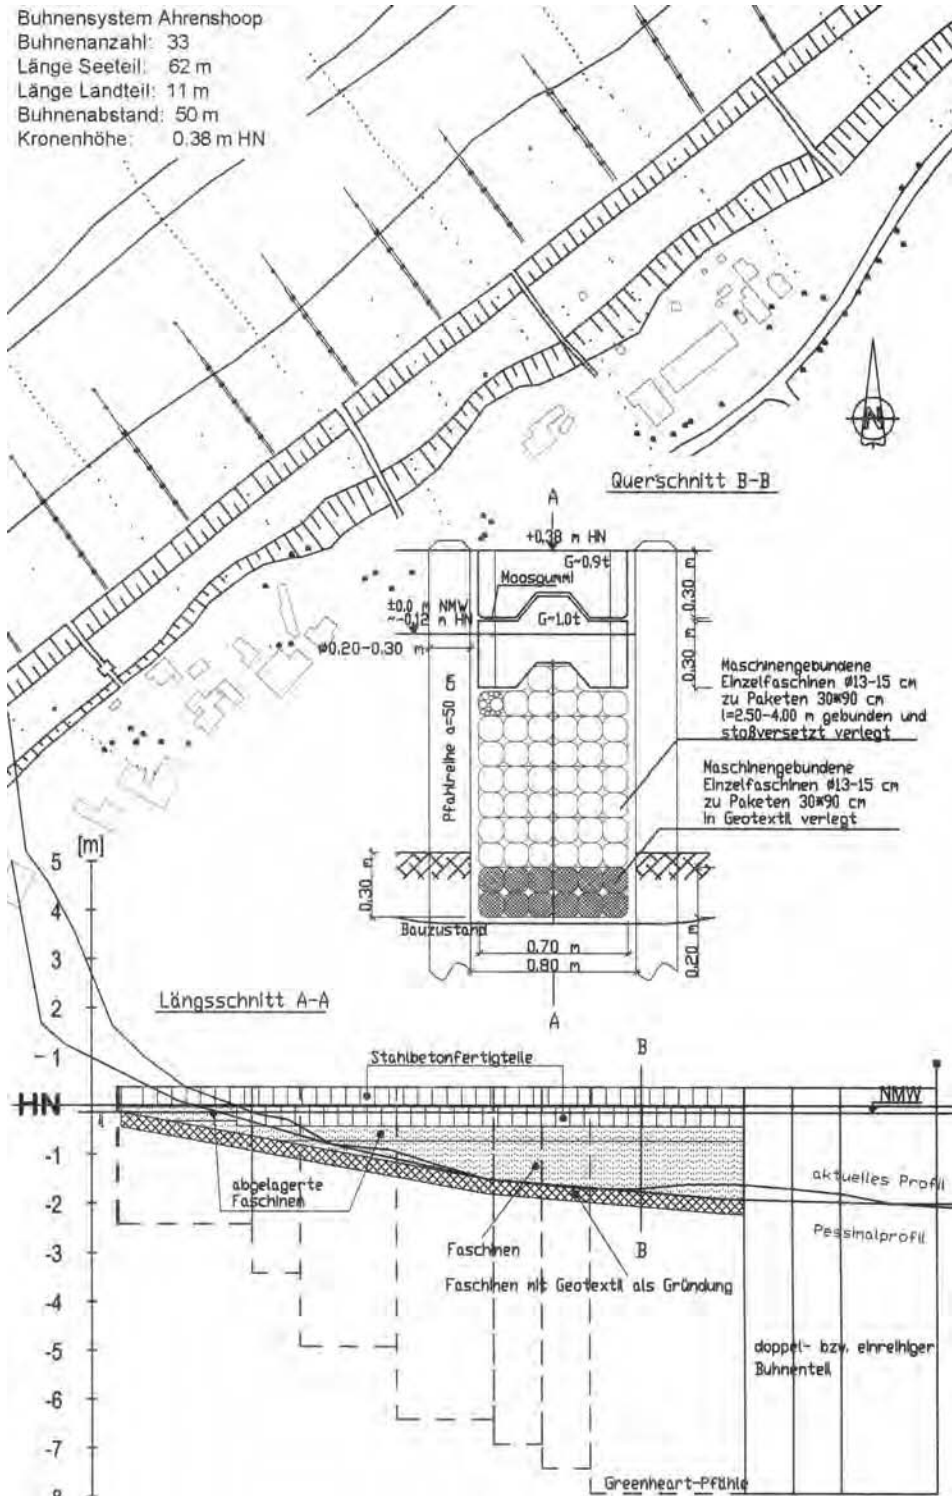 Buhnensystem Ahrenshoop
Buhnenanzahl: 33
Länge Seeteil: 62 m
Länge Landteil: 11 m
Buhnenabstand: 50 m
Kronenhöhe: 0.38 m HN
N
Querschnitt B-B
A
+0.38 m HN
G~0.9t
Moosgummi
±0.0 m NMW
~-0.12 m HN
G~1.0t
ø0.20-0.30 m
0.30 m
0.30 m
Pfahlreihe a=50 cm
Maschinengebundene
Einzelfaschinen ø13-15 cm
zu Paketen 30*90 cm
l=2.50-4.00 m gebunden und
stoßversetzt verlegt
Maschinengebundene
Einzelfaschinen ø13-15 cm
zu Paketen 30*90 cm
in Geotextil verlegt
0.30 m
Bauzustand
0.70 m
0.80 m
0.20 m
A
[m]
5
4
3
2
1
HN
-1
-2
-3
-4
-5
-6
-7
Längsschnitt A-A
Stahlbetonfertigteile
B
NMW
abgelagerte
Faschinen
aktuelles Profil
Pessimalprofil
Faschinen
B
Faschinen mit Geotextil als Gründung
doppel- bzw. einreihiger
Buhnenteil
Greenheart-Pfähle